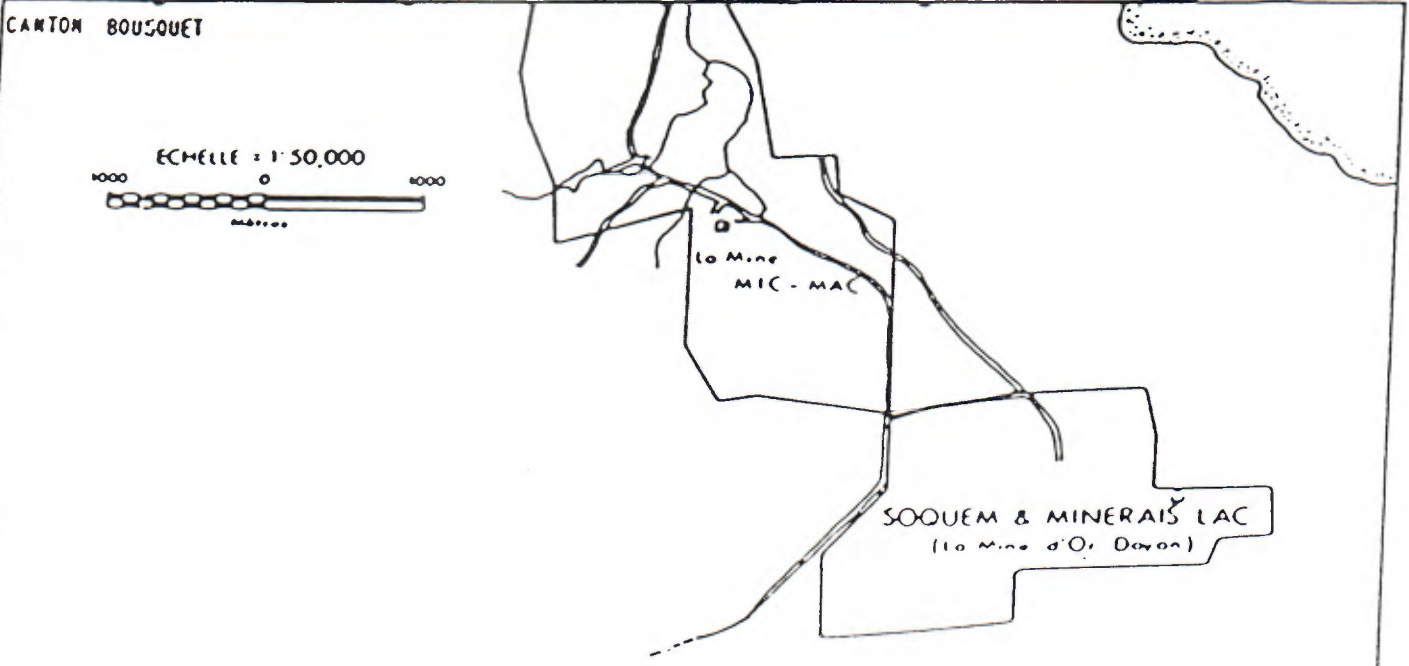 CANTON BOUSQUET
ECHELLE = 1:50,000
1000 0 1000
mètres
La Mine
MIC - MAC
SOQUEM & MINERAIS LAC
(La Mine d'Or Doyon)